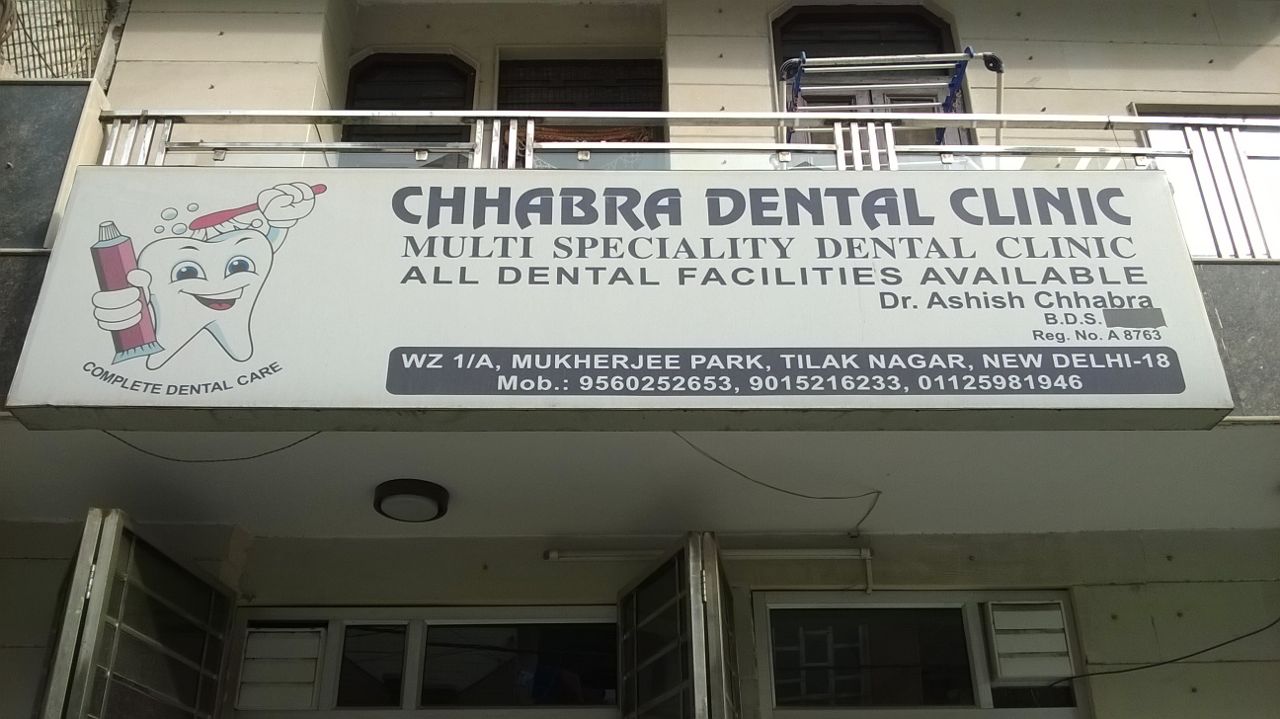 CHHABRA DENTAL CLINIC
MULTI SPECIALITY DENTAL CLINIC
ALL DENTAL FACILITIES AVAILABLE
Dr. Ashish Chhabra
B.D.S.
Reg. No. A 8763
COMPLETE DENTAL CARE
WZ 1/A, MUKHERJEE PARK, TILAK NAGAR, NEW DELHI-18
Mob.: 9560252653, 9015216233, 01125981946